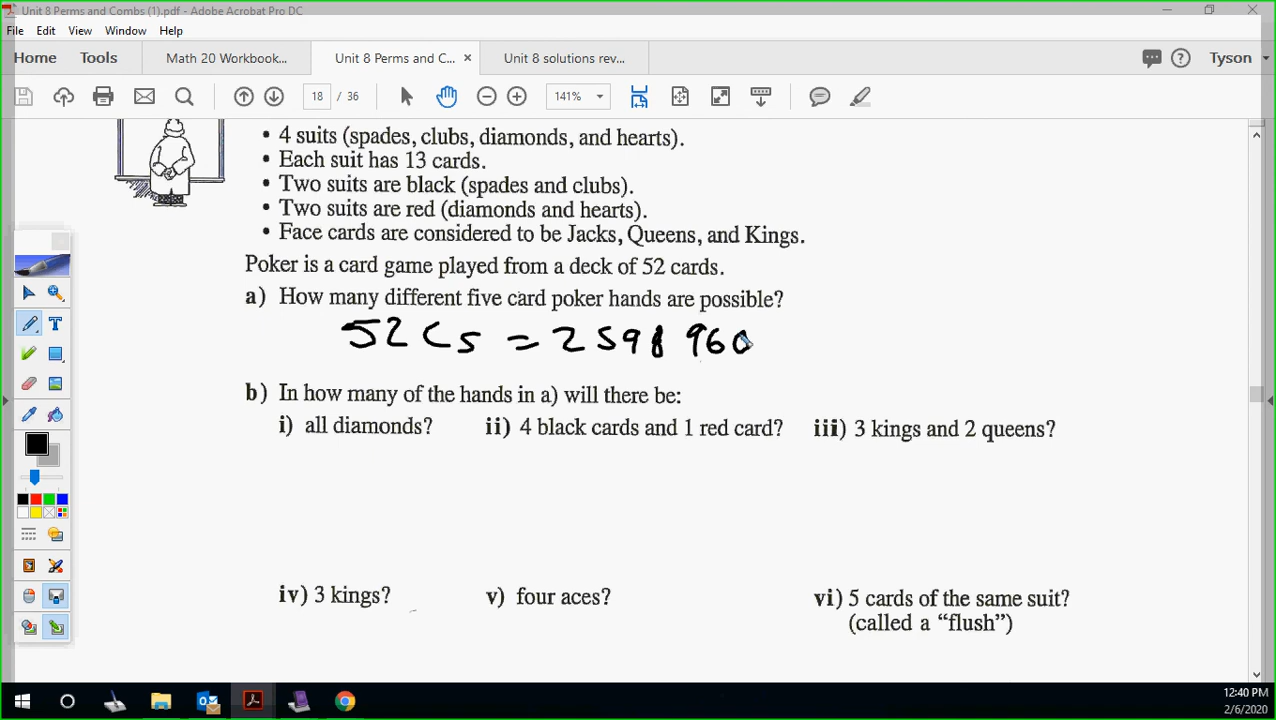 Unit 8 Perms and Combs (1).pdf - Adobe Acrobat Pro DC
File Edit View Window Help
Home Tools Math 20 Workbook... Unit 8 Perms and C... × Unit 8 solutions rev... Tyson
18 / 36 141%
• 4 suits (spades, clubs, diamonds, and hearts).
• Each suit has 13 cards.
• Two suits are black (spades and clubs).
• Two suits are red (diamonds and hearts).
• Face cards are considered to be Jacks, Queens, and Kings.
Poker is a card game played from a deck of 52 cards.
a) How many different five card poker hands are possible?
52C5 = 2 598 960
b) In how many of the hands in a) will there be:
i) all diamonds? ii) 4 black cards and 1 red card? iii) 3 kings and 2 queens?
iv) 3 kings? v) four aces? vi) 5 cards of the same suit?
(called a “flush”)
12:40 PM
2/6/2020